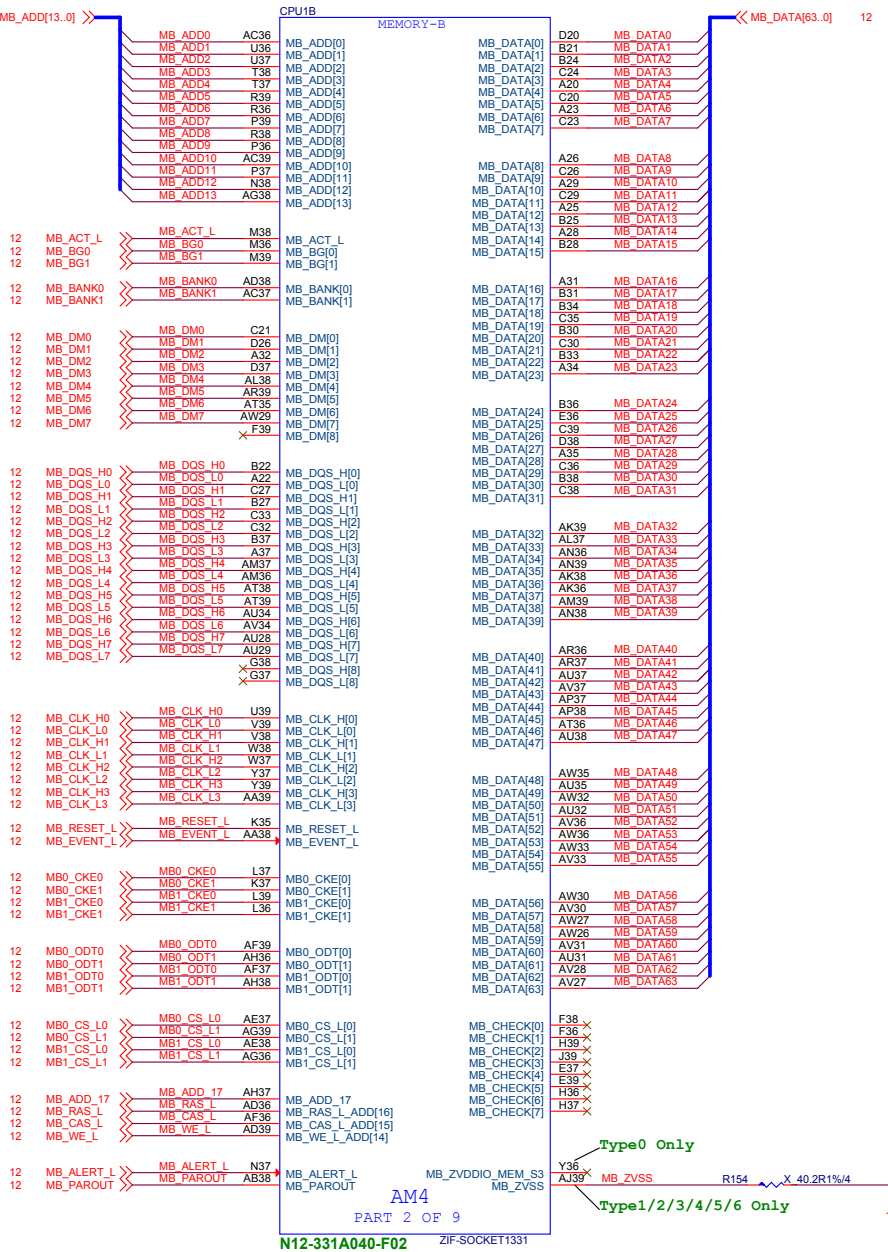 CPU1B
MEMORY-B
MB_ADD[13..0]
MB_ADD0 AC36 MB_ADD[0]
MB_ADD1 U36 MB_ADD[1]
MB_ADD2 U37 MB_ADD[2]
MB_ADD3 T38 MB_ADD[3]
MB_ADD4 T37 MB_ADD[4]
MB_ADD5 R39 MB_ADD[5]
MB_ADD6 R36 MB_ADD[6]
MB_ADD7 P39 MB_ADD[7]
MB_ADD8 R38 MB_ADD[8]
MB_ADD9 P36 MB_ADD[9]
MB_ADD10 AC39 MB_ADD[10]
MB_ADD11 P37 MB_ADD[11]
MB_ADD12 N38 MB_ADD[12]
MB_ADD13 AG38 MB_ADD[13]
12 MB_ACT_L MB_ACT_L M38 MB_ACT_L
12 MB_BG0 MB_BG0 M36 MB_BG[0]
12 MB_BG1 MB_BG1 M39 MB_BG[1]
12 MB_BANK0 MB_BANK0 AD38 MB_BANK[0]
12 MB_BANK1 MB_BANK1 AC37 MB_BANK[1]
12 MB_DM0 MB_DM0 C21 MB_DM[0]
12 MB_DM1 MB_DM1 D26 MB_DM[1]
12 MB_DM2 MB_DM2 A32 MB_DM[2]
12 MB_DM3 MB_DM3 D37 MB_DM[3]
12 MB_DM4 MB_DM4 AL38 MB_DM[4]
12 MB_DM5 MB_DM5 AR39 MB_DM[5]
12 MB_DM6 MB_DM6 AT35 MB_DM[6]
12 MB_DM7 MB_DM7 AW29 MB_DM[7]
F39 MB_DM[8]
12 MB_DQS_H0 MB_DQS_H0 B22 MB_DQS_H[0]
12 MB_DQS_L0 MB_DQS_L0 A22 MB_DQS_L[0]
12 MB_DQS_H1 MB_DQS_H1 C27 MB_DQS_H1]
12 MB_DQS_L1 MB_DQS_L1 B27 MB_DQS_L[1]
12 MB_DQS_H2 MB_DQS_H2 C33 MB_DQS_H[2]
12 MB_DQS_L2 MB_DQS_L2 C32 MB_DQS_L[2]
12 MB_DQS_H3 MB_DQS_H3 B37 MB_DQS_H[3]
12 MB_DQS_L3 MB_DQS_L3 A37 MB_DQS_L[3]
12 MB_DQS_H4 MB_DQS_H4 AM37 MB_DQS_H[4]
12 MB_DQS_L4 MB_DQS_L4 AM36 MB_DQS_L[4]
12 MB_DQS_H5 MB_DQS_H5 AT38 MB_DQS_H[5]
12 MB_DQS_L5 MB_DQS_L5 AT39 MB_DQS_L[5]
12 MB_DQS_H6 MB_DQS_H6 AU34 MB_DQS_H[6]
12 MB_DQS_L6 MB_DQS_L6 AV34 MB_DQS_L[6]
12 MB_DQS_H7 MB_DQS_H7 AU28 MB_DQS_H[7]
12 MB_DQS_L7 MB_DQS_L7 AU29 MB_DQS_L[7]
G38 MB_DQS_H[8]
G37 MB_DQS_L[8]
12 MB_CLK_H0 MB_CLK_H0 U39 MB_CLK_H[0]
12 MB_CLK_L0 MB_CLK_L0 V39 MB_CLK_L[0]
12 MB_CLK_H1 MB_CLK_H1 V38 MB_CLK_H[1]
12 MB_CLK_L1 MB_CLK_L1 W38 MB_CLK_L[1]
12 MB_CLK_H2 MB_CLK_H2 W37 MB_CLK_H[2]
12 MB_CLK_L2 MB_CLK_L2 Y37 MB_CLK_L[2]
12 MB_CLK_H3 MB_CLK_H3 Y39 MB_CLK_H[3]
12 MB_CLK_L3 MB_CLK_L3 AA39 MB_CLK_L[3]
12 MB_RESET_L MB_RESET_L K35 MB_RESET_L
12 MB_EVENT_L MB_EVENT_L AA38 MB_EVENT_L
12 MB0_CKE0 MB0_CKE0 L37 MB0_CKE[0]
12 MB0_CKE1 MB0_CKE1 K37 MB0_CKE[1]
12 MB1_CKE0 MB1_CKE0 L39 MB1_CKE[0]
12 MB1_CKE1 MB1_CKE1 L36 MB1_CKE[1]
12 MB0_ODT0 MB0_ODT0 AF39 MB0_ODT[0]
12 MB0_ODT1 MB0_ODT1 AH36 MB0_ODT[1]
12 MB1_ODT0 MB1_ODT0 AF37 MB1_ODT[0]
12 MB1_ODT1 MB1_ODT1 AH38 MB1_ODT[1]
12 MB0_CS_L0 MB0_CS_L0 AE37 MB0_CS_L[0]
12 MB0_CS_L1 MB0_CS_L1 AG39 MB0_CS_L[1]
12 MB1_CS_L0 MB1_CS_L0 AE38 MB1_CS_L[0]
12 MB1_CS_L1 MB1_CS_L1 AG36 MB1_CS_L[1]
12 MB_ADD_17 MB_ADD_17 AH37 MB_ADD_17
12 MB_RAS_L MB_RAS_L AD36 MB_RAS_L_ADD[16]
12 MB_CAS_L MB_CAS_L AF36 MB_CAS_L_ADD[15]
12 MB_WE_L MB_WE_L AD39 MB_WE_L_ADD[14]
12 MB_ALERT_L MB_ALERT_L N37 MB_ALERT_L
12 MB_PAROUT MB_PAROUT AB38 MB_PAROUT
MB_DATA[63..0] 12
MB_DATA[0] D20 MB_DATA0
MB_DATA[1] B21 MB_DATA1
MB_DATA[2] B24 MB_DATA2
MB_DATA[3] C24 MB_DATA3
MB_DATA[4] A20 MB_DATA4
MB_DATA[5] C20 MB_DATA5
MB_DATA[6] A23 MB_DATA6
MB_DATA[7] C23 MB_DATA7
MB_DATA[8] A26 MB_DATA8
MB_DATA[9] C26 MB_DATA9
MB_DATA[10] A29 MB_DATA10
MB_DATA[11] C29 MB_DATA11
MB_DATA[12] A25 MB_DATA12
MB_DATA[13] B25 MB_DATA13
MB_DATA[14] A28 MB_DATA14
MB_DATA[15] B28 MB_DATA15
MB_DATA[16] A31 MB_DATA16
MB_DATA[17] B31 MB_DATA17
MB_DATA[18] B34 MB_DATA18
MB_DATA[19] C35 MB_DATA19
MB_DATA[20] B30 MB_DATA20
MB_DATA[21] C30 MB_DATA21
MB_DATA[22] B33 MB_DATA22
MB_DATA[23] A34 MB_DATA23
MB_DATA[24] B36 MB_DATA24
MB_DATA[25] E36 MB_DATA25
MB_DATA[26] C39 MB_DATA26
MB_DATA[27] D38 MB_DATA27
MB_DATA[28] A35 MB_DATA28
MB_DATA[29] C36 MB_DATA29
MB_DATA[30] B38 MB_DATA30
MB_DATA[31] C38 MB_DATA31
MB_DATA[32] AK39 MB_DATA32
MB_DATA[33] AL37 MB_DATA33
MB_DATA[34] AN36 MB_DATA34
MB_DATA[35] AN39 MB_DATA35
MB_DATA[36] AK38 MB_DATA36
MB_DATA[37] AK36 MB_DATA37
MB_DATA[38] AM39 MB_DATA38
MB_DATA[39] AN38 MB_DATA39
MB_DATA[40] AR36 MB_DATA40
MB_DATA[41] AR37 MB_DATA41
MB_DATA[42] AU37 MB_DATA42
MB_DATA[43] AV37 MB_DATA43
MB_DATA[44] AP37 MB_DATA44
MB_DATA[45] AP38 MB_DATA45
MB_DATA[46] AT36 MB_DATA46
MB_DATA[47] AU38 MB_DATA47
MB_DATA[48] AW35 MB_DATA48
MB_DATA[49] AU35 MB_DATA49
MB_DATA[50] AW32 MB_DATA50
MB_DATA[51] AU32 MB_DATA51
MB_DATA[52] AV36 MB_DATA52
MB_DATA[53] AW36 MB_DATA53
MB_DATA[54] AW33 MB_DATA54
MB_DATA[55] AV33 MB_DATA55
MB_DATA[56] AW30 MB_DATA56
MB_DATA[57] AV30 MB_DATA57
MB_DATA[58] AW27 MB_DATA58
MB_DATA[59] AW26 MB_DATA59
MB_DATA[60] AV31 MB_DATA60
MB_DATA[61] AU31 MB_DATA61
MB_DATA[62] AV28 MB_DATA62
MB_DATA[63] AV27 MB_DATA63
MB_CHECK[0] F38
MB_CHECK[1] F36
MB_CHECK[2] H39
MB_CHECK[3] J39
MB_CHECK[4] E37
MB_CHECK[5] E39
MB_CHECK[6] H36
MB_CHECK[7] H37
Type0 Only
MB_ZVDDIO_MEM_S3 Y36
MB_ZVSS AJ39 MB_ZVSS R154 X_40.2R1%/4
Type1/2/3/4/5/6 Only
AM4
PART 2 OF 9
N12-331A040-F02 ZIF-SOCKET1331